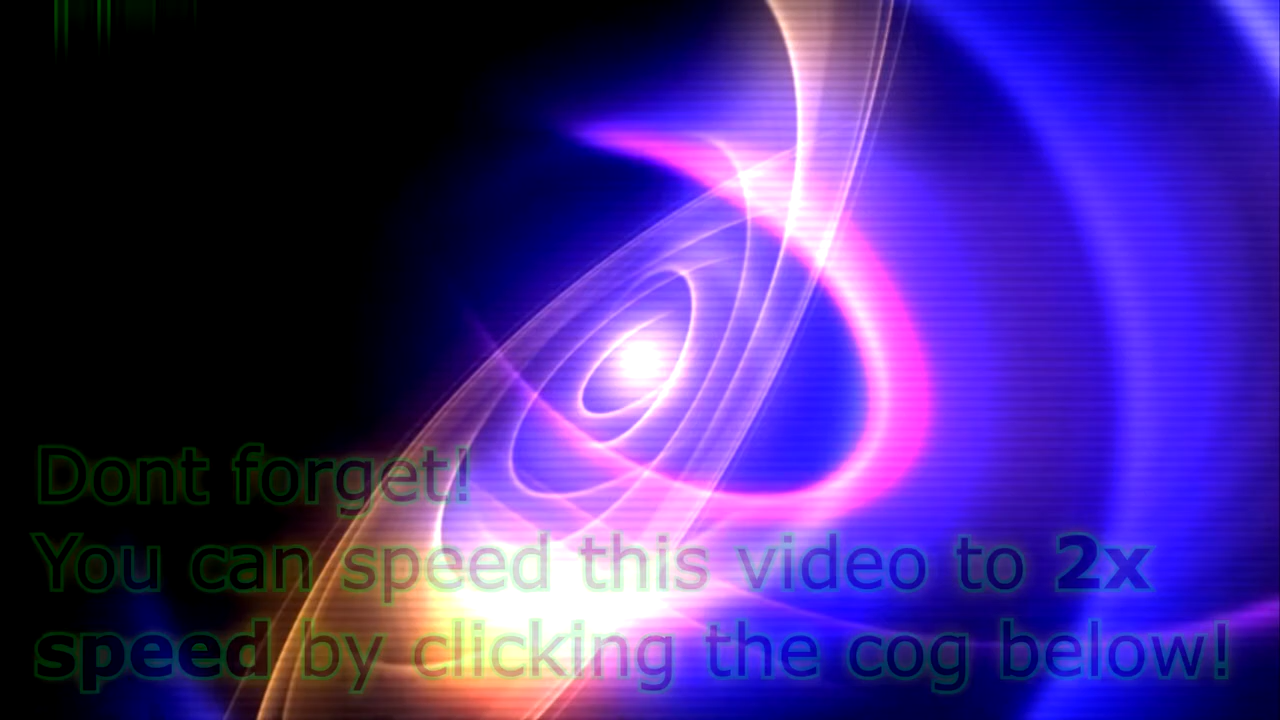 Dont forget!
You can speed this video to 2x
speed by clicking the cog below!